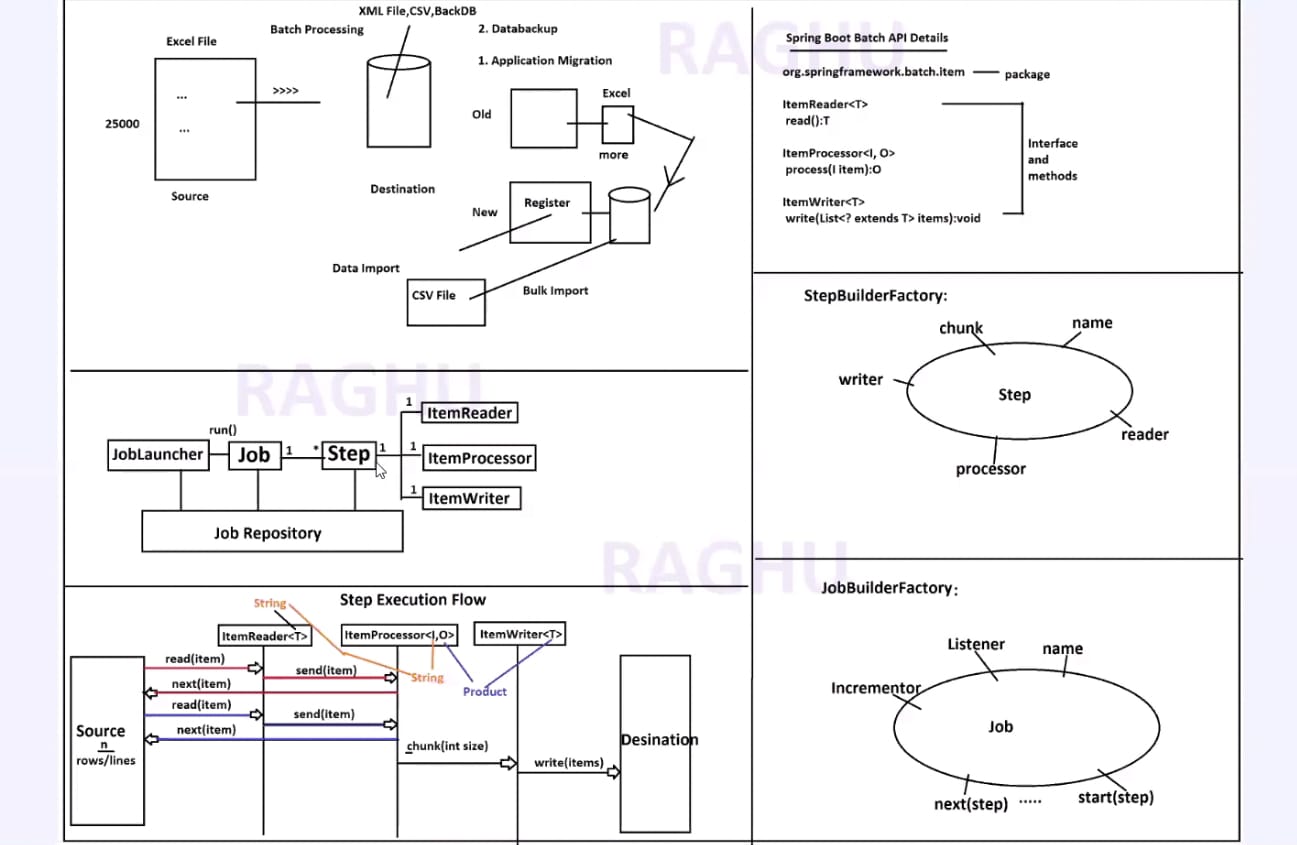 XML File,CSV,BackDB
Batch Processing
2. Databackup
Excel File
1. Application Migration
>>>>
...
...
25000
Excel
Old
more
Source
Destination
Register
New
Data Import
CSV File
Bulk Import
RAGHU
Spring Boot Batch API Details
org.springframework.batch.item
package
ItemReader<T>
read():T
ItemProcessor<I, O>
process(I item):O
ItemWriter<T>
write(List<? extends T> items):void
Interface
and
methods
StepBuilderFactory:
chunk
name
writer
Step
reader
processor
RAGHU
run()
JobLauncher
Job
1
*
Step
1
1
ItemReader
1
ItemProcessor
1
ItemWriter
Job Repository
RAGHU
Step Execution Flow
String
ItemReader<T>
ItemProcessor<I,O>
ItemWriter<T>
read(item)
send(item)
String
next(item)
Product
read(item)
send(item)
next(item)
chunk(int size)
write(items)
Source
n
rows/lines
Desination
JobBuilderFactory:
Listener
name
Incrementor
Job
next(step)
.....
start(step)